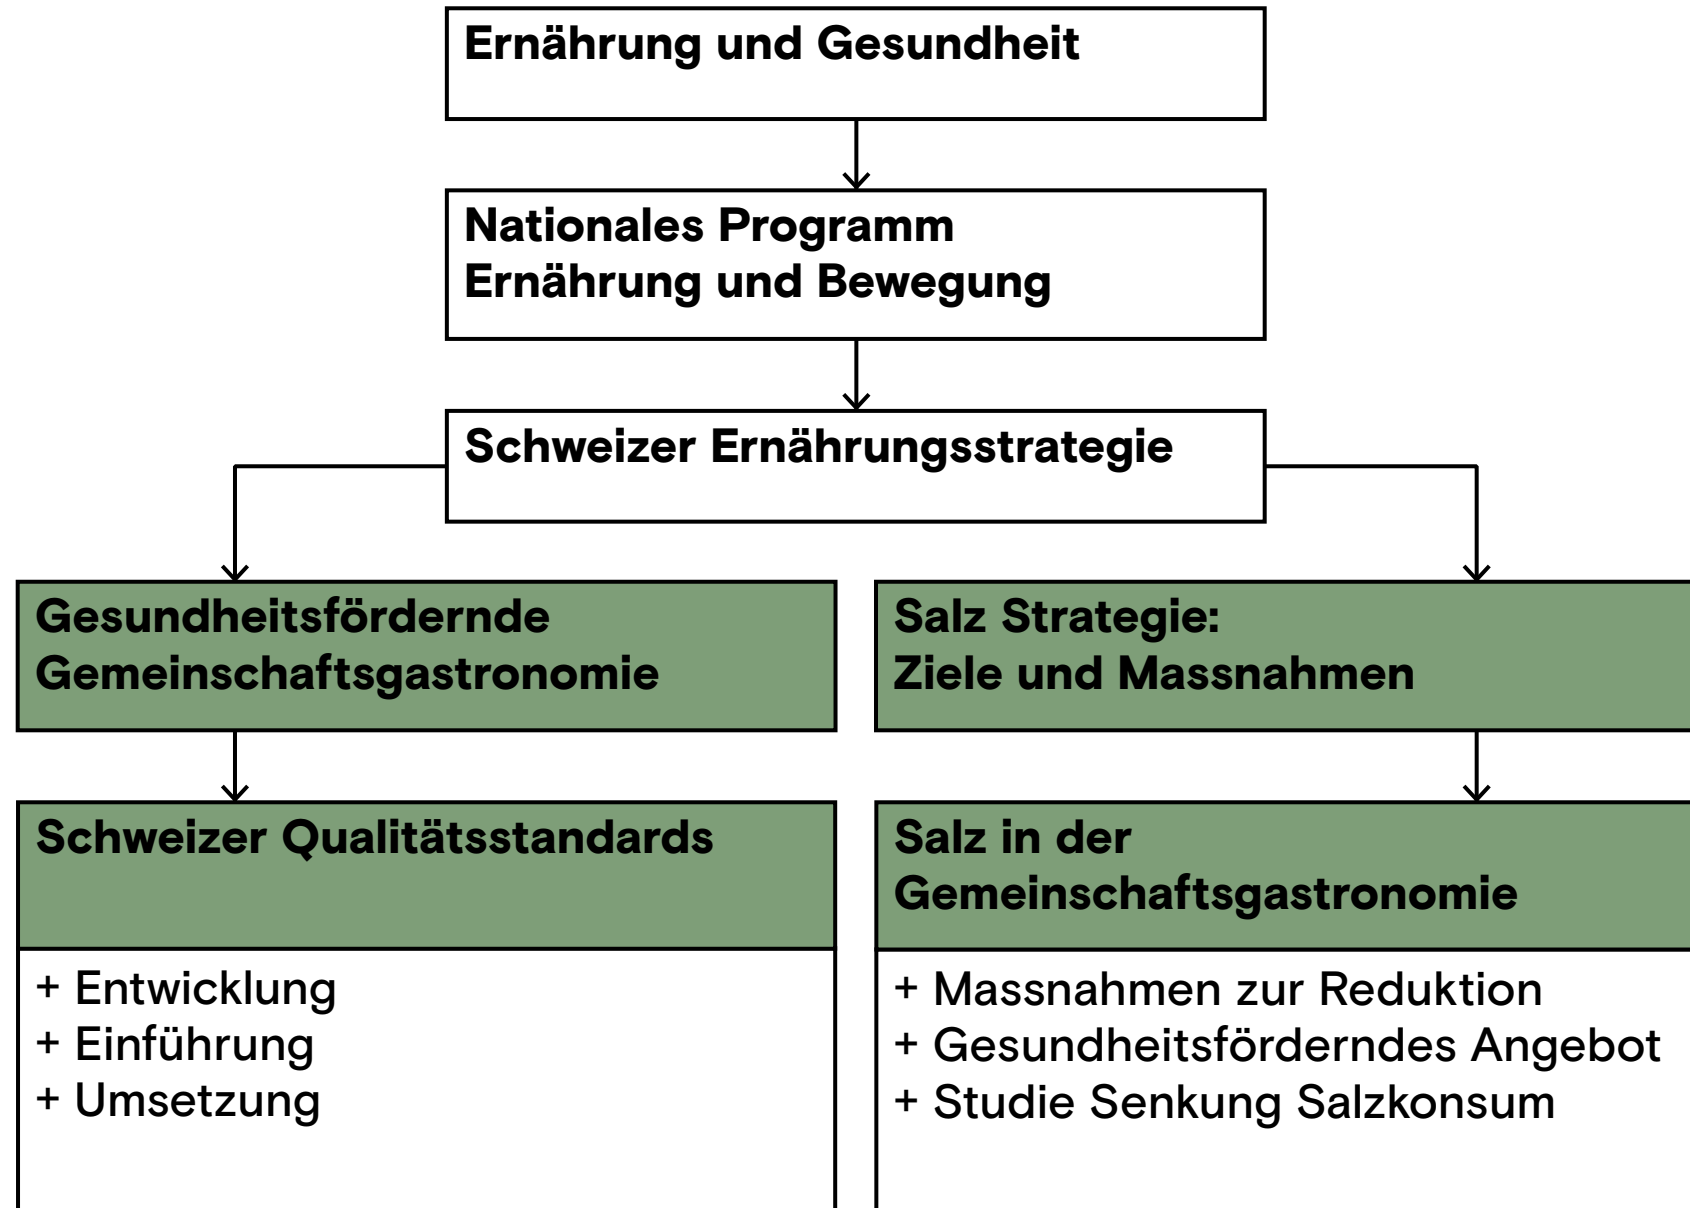 Ernährung und Gesundheit
Nationales Programm
Ernährung und Bewegung
Schweizer Ernährungsstrategie
Gesundheitsfördernde
Gemeinschaftsgastronomie
Salz Strategie:
Ziele und Massnahmen
Schweizer Qualitätsstandards
+ Entwicklung
+ Einführung
+ Umsetzung
Salz in der
Gemeinschaftsgastronomie
+ Massnahmen zur Reduktion
+ Gesundheitsförderndes Angebot
+ Studie Senkung Salzkonsum